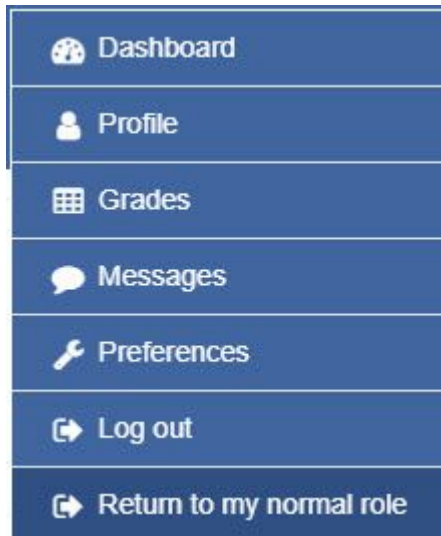 Dashboard
Profile
Grades
Messages
Preferences
Log out
Return to my normal role